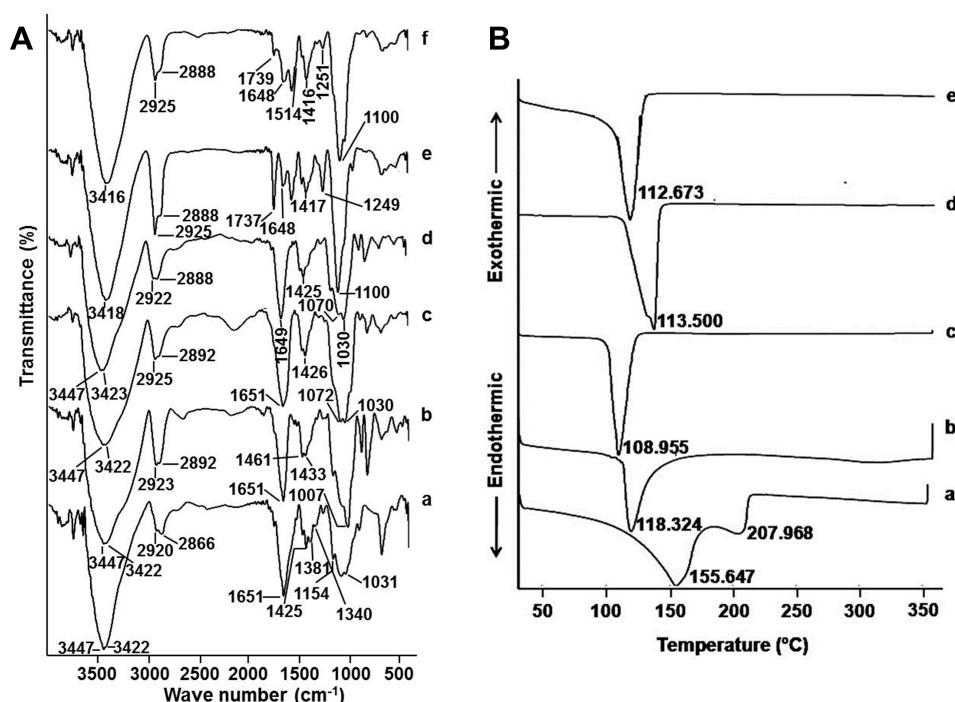 A
f
2888
2925
1739
1648
1514
1416
1251
1100
3416
e
2888
2925
1737
1648
1417
1249
3418
d
2888
2922
1425
1100
1070
1649
1030
3447
3423
c
2892
2925
1426
1651
1072
1030
3447
3422
b
2892
2923
1461
1433
1651
1007
3447
3422
a
2920
2866
1651
1425
1381
1154
1340
1031
3447
3422
Transmittance (%)
3500 3000 2500 2000 1500 1000 500
Wave number (cm-1)
B
e
112.673
d
113.500
c
108.955
b
118.324
a
207.968
155.647
Exothermic
Endothermic
50 100 150 200 250 300 350
Temperature (ºC)